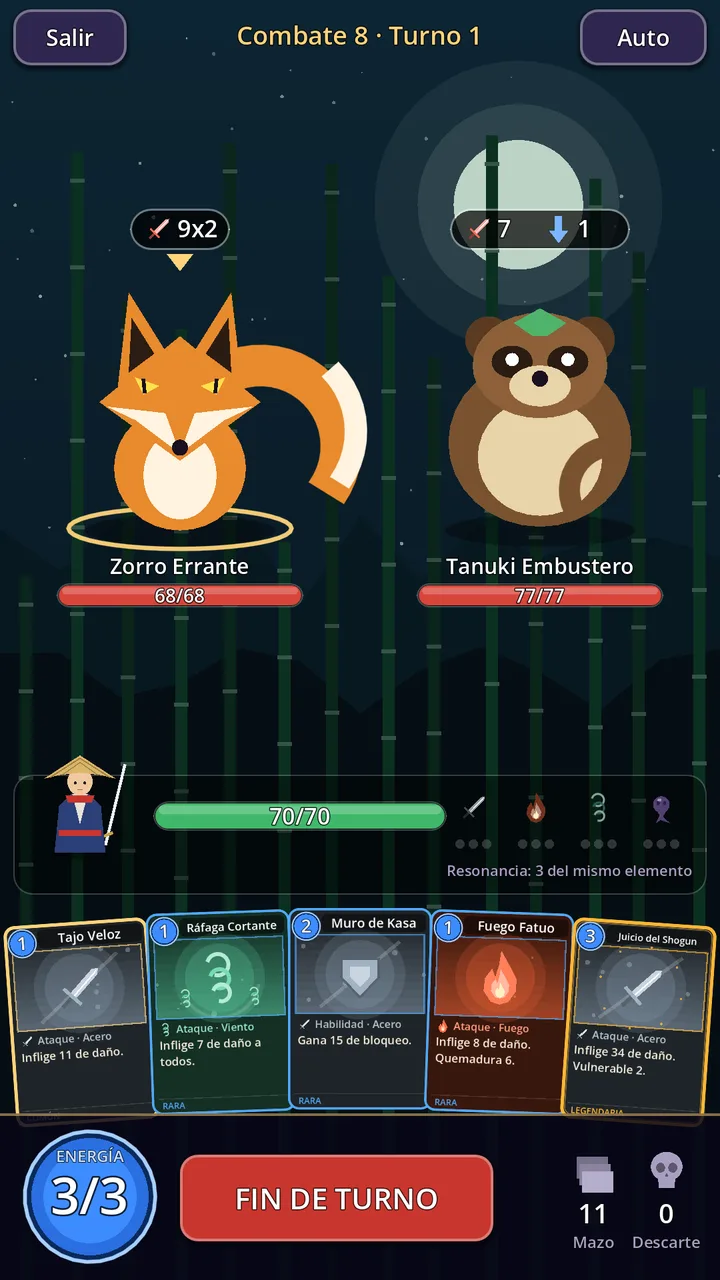 Salir
Combate 8 · Turno 1
Auto
9x2
7
1
Zorro Errante
68/68
Tanuki Embustero
77/77
70/70
Resonancia: 3 del mismo elemento
1
Tajo Veloz
Ataque · Acero
Inflige 11 de daño.
1
Ráfaga Cortante
Ataque · Viento
Inflige 7 de daño a
todos.
RARA
2
Muro de Kasa
Habilidad · Acero
Gana 15 de bloqueo.
RARA
1
Fuego Fatuo
Ataque · Fuego
Inflige 8 de daño.
Quemadura 6.
RARA
3
Juicio del Shogun
Ataque · Acero
Inflige 34 de daño.
Vulnerable 2.
LEGENDARIA
ENERGÍA
3/3
FIN DE TURNO
11
Mazo
0
Descarte